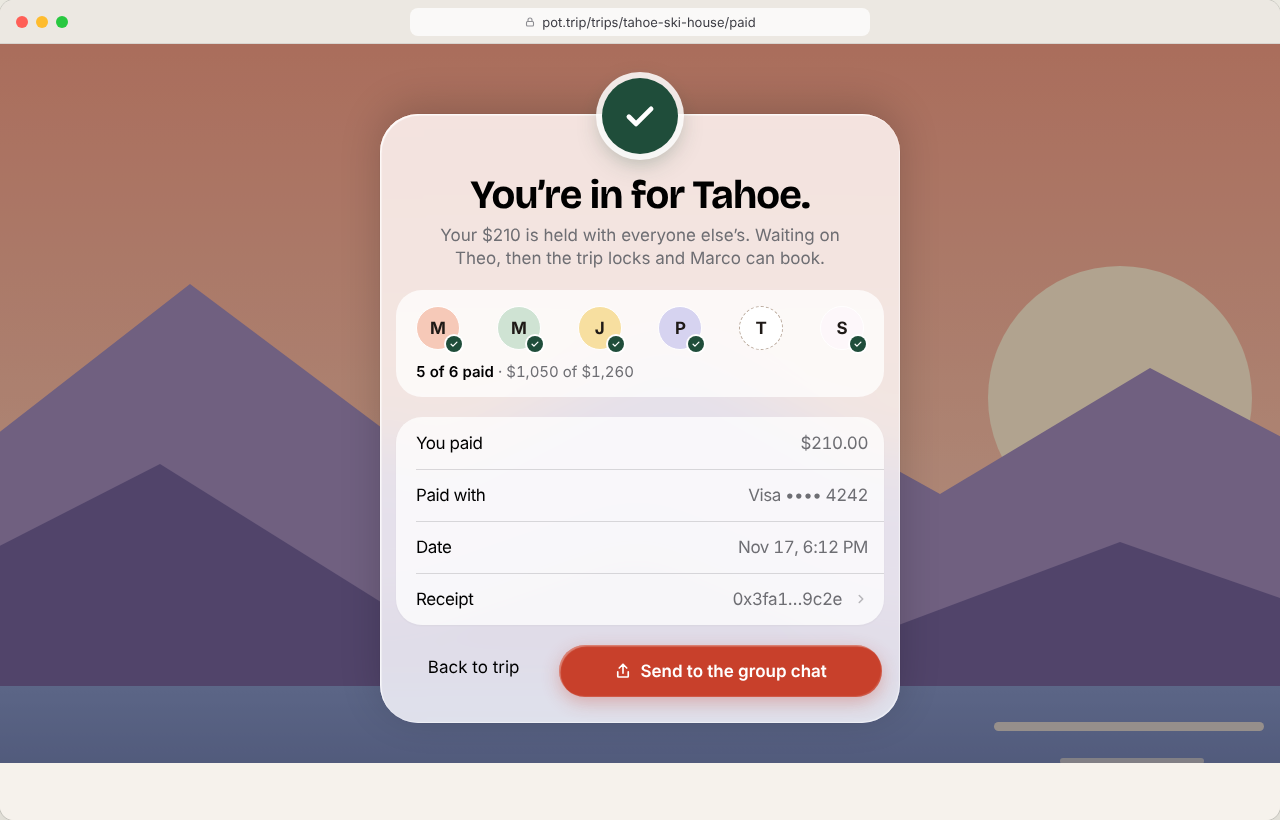 pot.trip/trips/tahoe-ski-house/paid
You’re in for Tahoe.
Your $210 is held with everyone else’s. Waiting on
Theo, then the trip locks and Marco can book.
M M J P T S
5 of 6 paid · $1,050 of $1,260
You paid $210.00
Paid with Visa •••• 4242
Date Nov 17, 6:12 PM
Receipt 0x3fa1…9c2e
Back to trip Send to the group chat